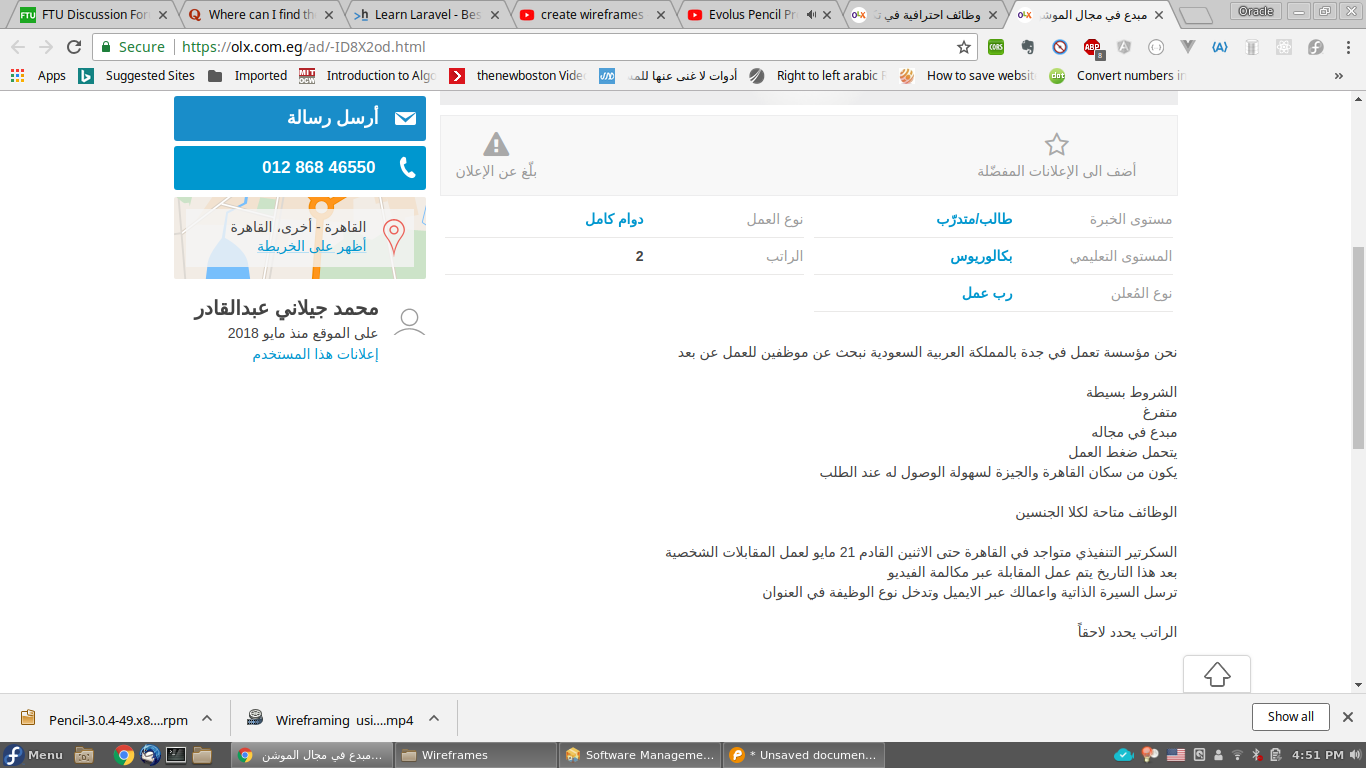 FTU Discussion For
Where can I find the
Learn Laravel - Bes
create wireframes
Evolus Pencil Pr
وظائف احترافية في
مبدع في مجال الموشن
Oracle
Secure
https://olx.com.eg/ad/-ID8X2od.html
CORS
ABP
8
Apps
Suggested Sites
Imported
MIT OCW
Introduction to Algo
thenewboston Vide
أدوات لا غنى عنها للمس
Right to left arabic
How to save websit
dot
Convert numbers in
»
أرسل رسالة
012 868 46550
القاهرة - أخرى، القاهرة
أظهر على الخريطة
محمد جيلاني عبدالقادر
على الموقع منذ مايو 2018
إعلانات هذا المستخدم
أضف الى الإعلانات المفضّلة
بلّغ عن الإعلان
مستوى الخبرة
طالب/متدرّب
نوع العمل
دوام كامل
المستوى التعليمي
بكالوريوس
الراتب
2
نوع المُعلن
رب عمل
نحن مؤسسة تعمل في جدة بالمملكة العربية السعودية نبحث عن موظفين للعمل عن بعد
الشروط بسيطة
متفرغ
مبدع في مجاله
يتحمل ضغط العمل
يكون من سكان القاهرة والجيزة لسهولة الوصول له عند الطلب
الوظائف متاحة لكلا الجنسين
السكرتير التنفيذي متواجد في القاهرة حتى الاثنين القادم 21 مايو لعمل المقابلات الشخصية
بعد هذا التاريخ يتم عمل المقابلة عبر مكالمة الفيديو
ترسل السيرة الذاتية واعمالك عبر الايميل وتدخل نوع الوظيفة في العنوان
الراتب يحدد لاحقاً
Pencil-3.0.4-49.x8....rpm
Wireframing usi....mp4
Show all
Menu
مبدع في مجال الموشن...
Wireframes
Software Manageme...
* Unsaved documen...
4:51 PM